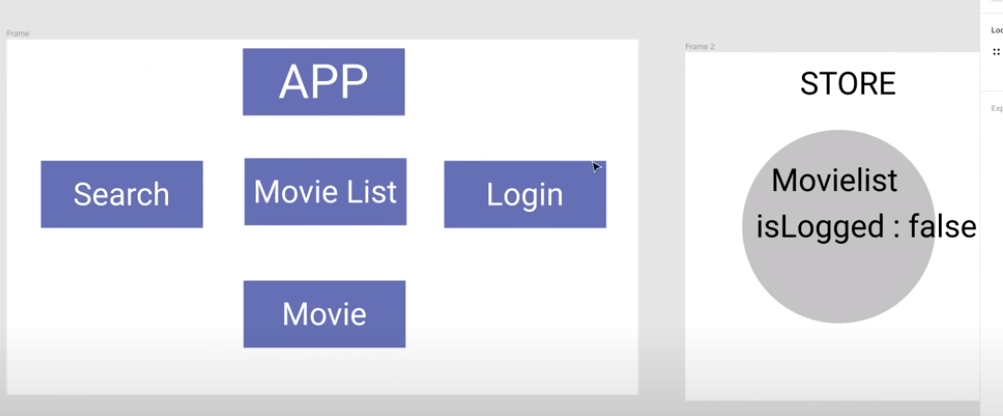 Frame
APP
Search
Movie List
Login
Movie
Frame 2
STORE
Movielist
isLogged : false